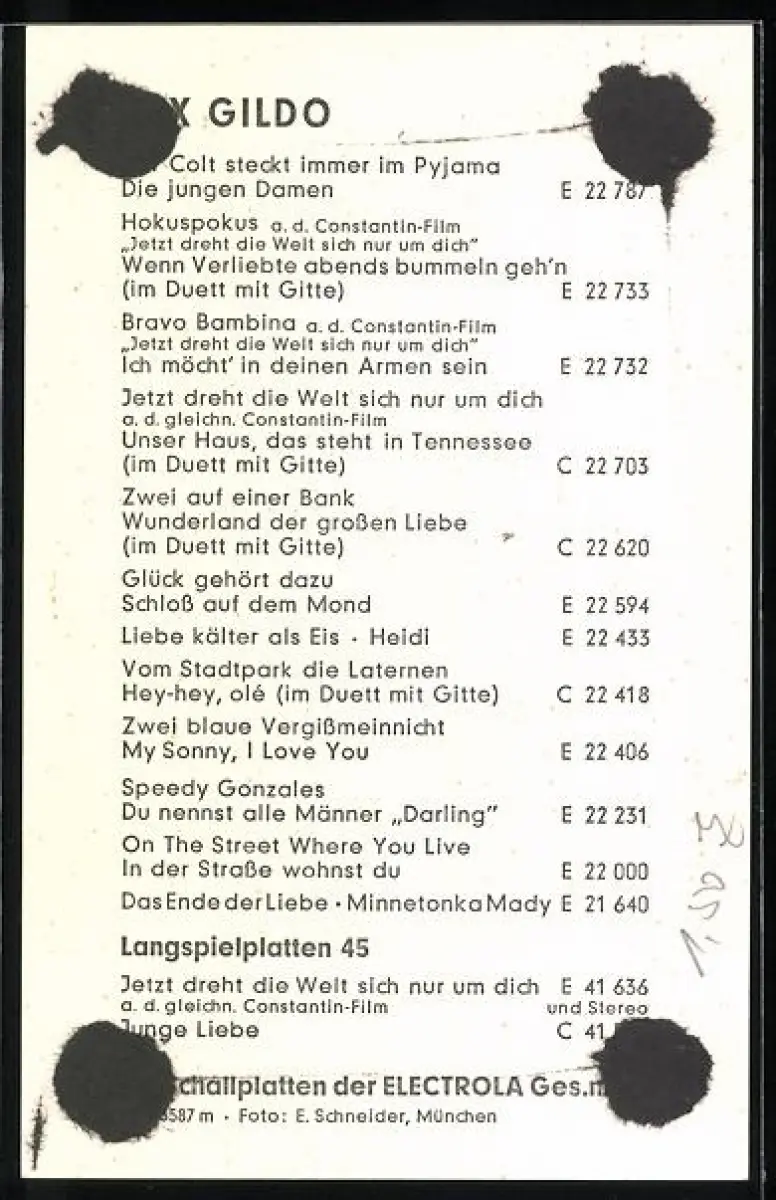 GILDO
Colt steckt immer im Pyjama
Die jungen Damen E 22 787
Hokuspokus a. d. Constantin-Film
„Jetzt dreht die Welt sich nur um dich"
Wenn Verliebte abends bummeln geh'n
(im Duett mit Gitte) E 22 733
Bravo Bambina a. d. Constantin-Film
„Jetzt dreht die Welt sich nur um dich"
Ich möcht' in deinen Armen sein E 22 732
Jetzt dreht die Welt sich nur um dich
a. d. gleichn. Constantin-Film
Unser Haus, das steht in Tennessee
(im Duett mit Gitte) C 22 703
Zwei auf einer Bank
Wunderland der großen Liebe
(im Duett mit Gitte) C 22 620
Glück gehört dazu
Schloß auf dem Mond E 22 594
Liebe kälter als Eis · Heidi E 22 433
Vom Stadtpark die Laternen
Hey-hey, olé (im Duett mit Gitte) C 22 418
Zwei blaue Vergißmeinnicht
My Sonny, I Love You E 22 406
Speedy Gonzales
Du nennst alle Männer „Darling" E 22 231
On The Street Where You Live
In der Straße wohnst du E 22 000
Das Ende der Liebe · Minnetonka Mady E 21 640
Langspielplatten 45
Jetzt dreht die Welt sich nur um dich E 41 636
a. d. gleichn. Constantin-Film und Stereo
Junge Liebe C 41
der ELECTROLA
Foto: E. Schneider, München
1,50